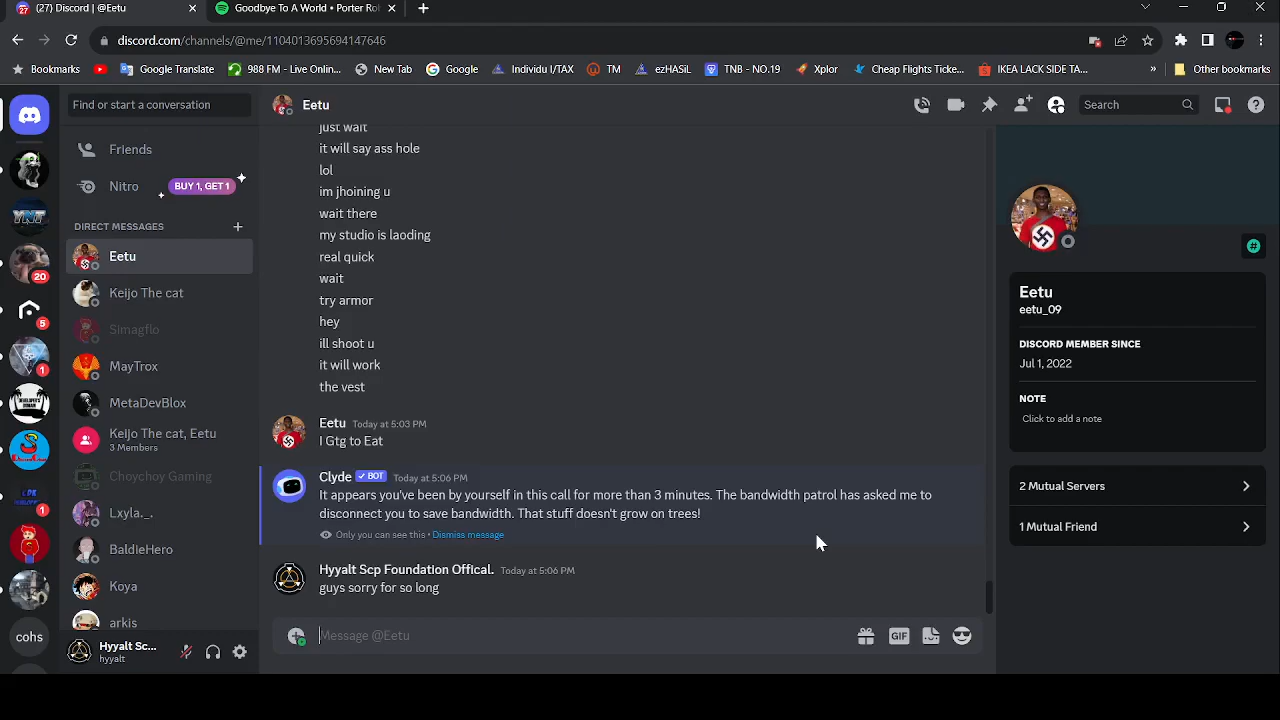 (27) Discord | @Eetu
Goodbye To A World • Porter Rob
discord.com/channels/@me/1104013695694147646
Bookmarks
Google Translate
988 FM - Live Onlin...
New Tab
Google
Individu I/TAX
TM
ezHASiL
TNB - NO.19
Xplor
Cheap Flights Ticke...
IKEA LACK SIDE TA...
»
Other bookmarks
Find or start a conversation
Eetu
Search
Friends
Nitro
BUY 1, GET 1
DIRECT MESSAGES
Eetu
Keijo The cat
Simagflo
MayTrox
MetaDevBlox
Keijo The cat, Eetu
3 Members
Choychoy Gaming
Lxyla._.
BaldieHero
Koya
arkis
Hyyalt Sc...
hyyalt
YNT
20
5
1
1
cohs
just wait
it will say ass hole
lol
im jhoining u
wait there
my studio is laoding
real quick
wait
try armor
hey
ill shoot u
it will work
the vest
Eetu Today at 5:03 PM
I Gtg to Eat
Clyde ✓ BOT Today at 5:06 PM
It appears you've been by yourself in this call for more than 3 minutes. The bandwidth patrol has asked me to
disconnect you to save bandwidth. That stuff doesn't grow on trees!
Only you can see this • Dismiss message
Hyyalt Scp Foundation Offical. Today at 5:06 PM
guys sorry for so long
Message @Eetu
GIF
Eetu
eetu_09
DISCORD MEMBER SINCE
Jul 1, 2022
NOTE
Click to add a note
2 Mutual Servers
1 Mutual Friend